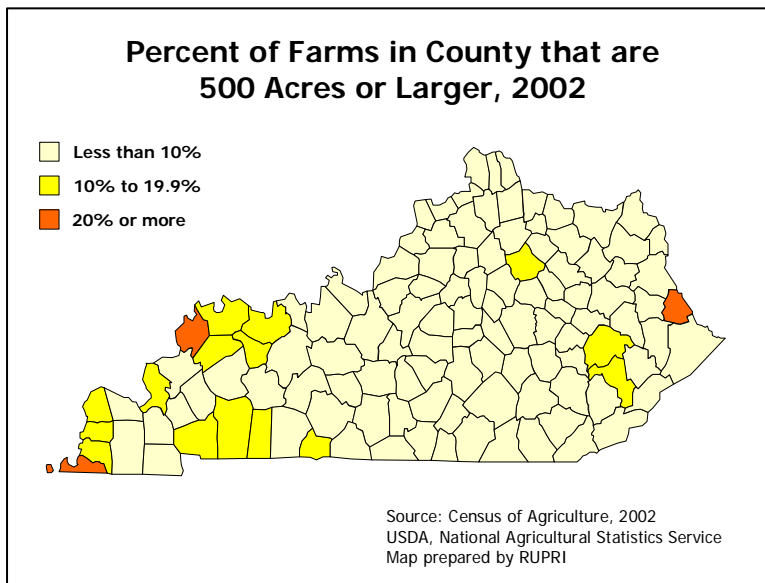 Percent of Farms in County that are
500 Acres or Larger, 2002
Less than 10%
10% to 19.9%
20% or more
Source: Census of Agriculture, 2002
USDA, National Agricultural Statistics Service
Map prepared by RUPRI